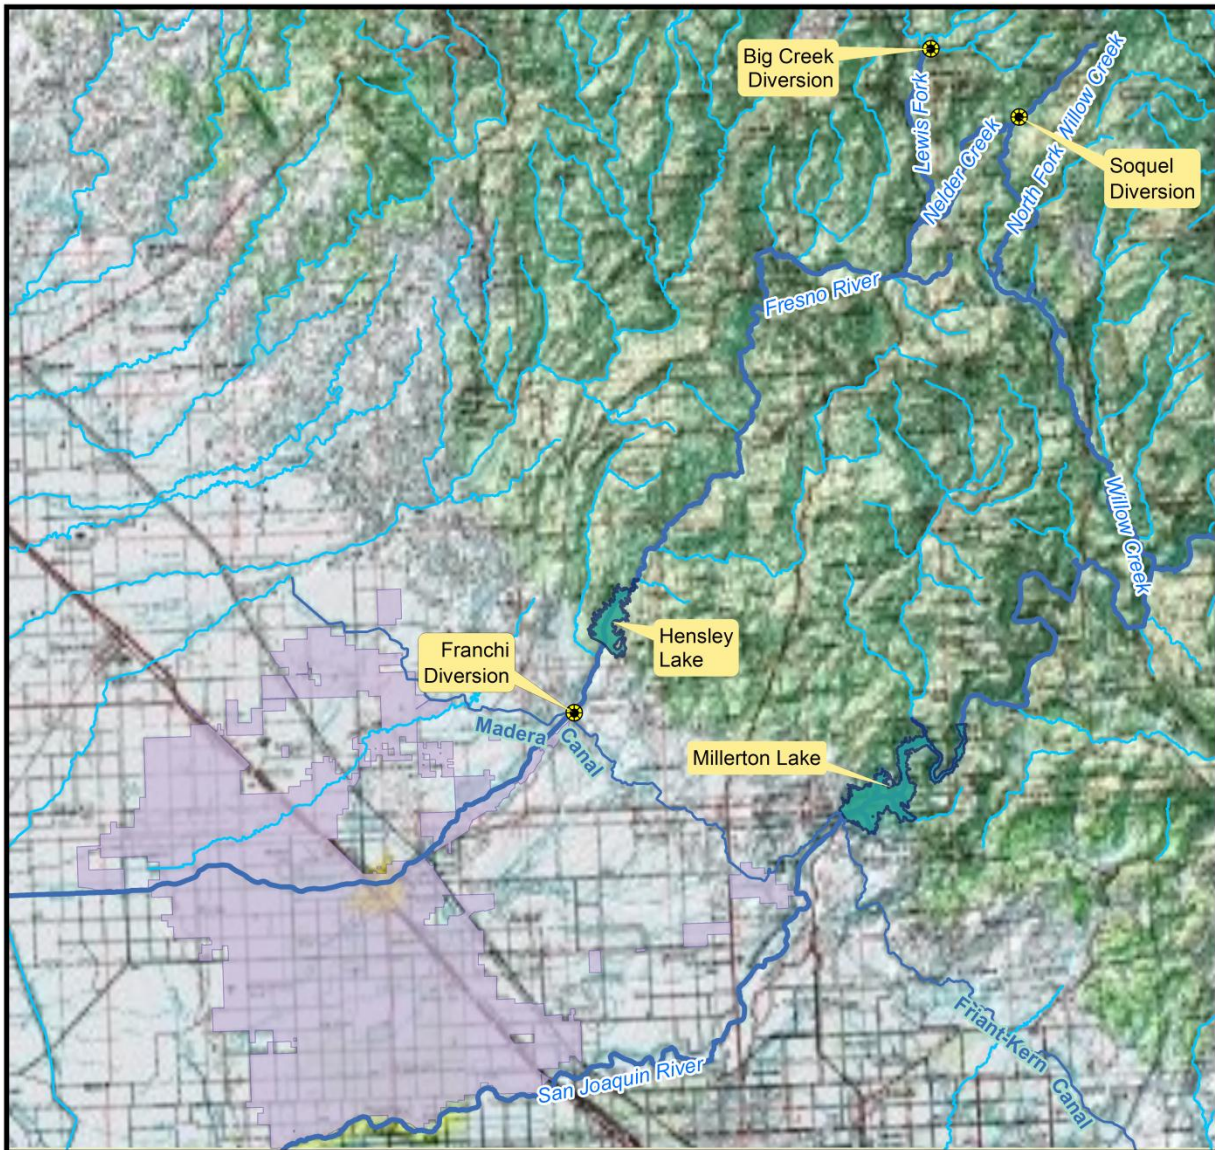 Big Creek
Diversion
Lewis Fork
Nelder Creek
North Fork Willow Creek
Soquel
Diversion
Fresno River
Willow Creek
Hensley
Lake
Franchi
Diversion
Madera Canal
Millerton Lake
Friant-Kern Canal
San Joaquin River